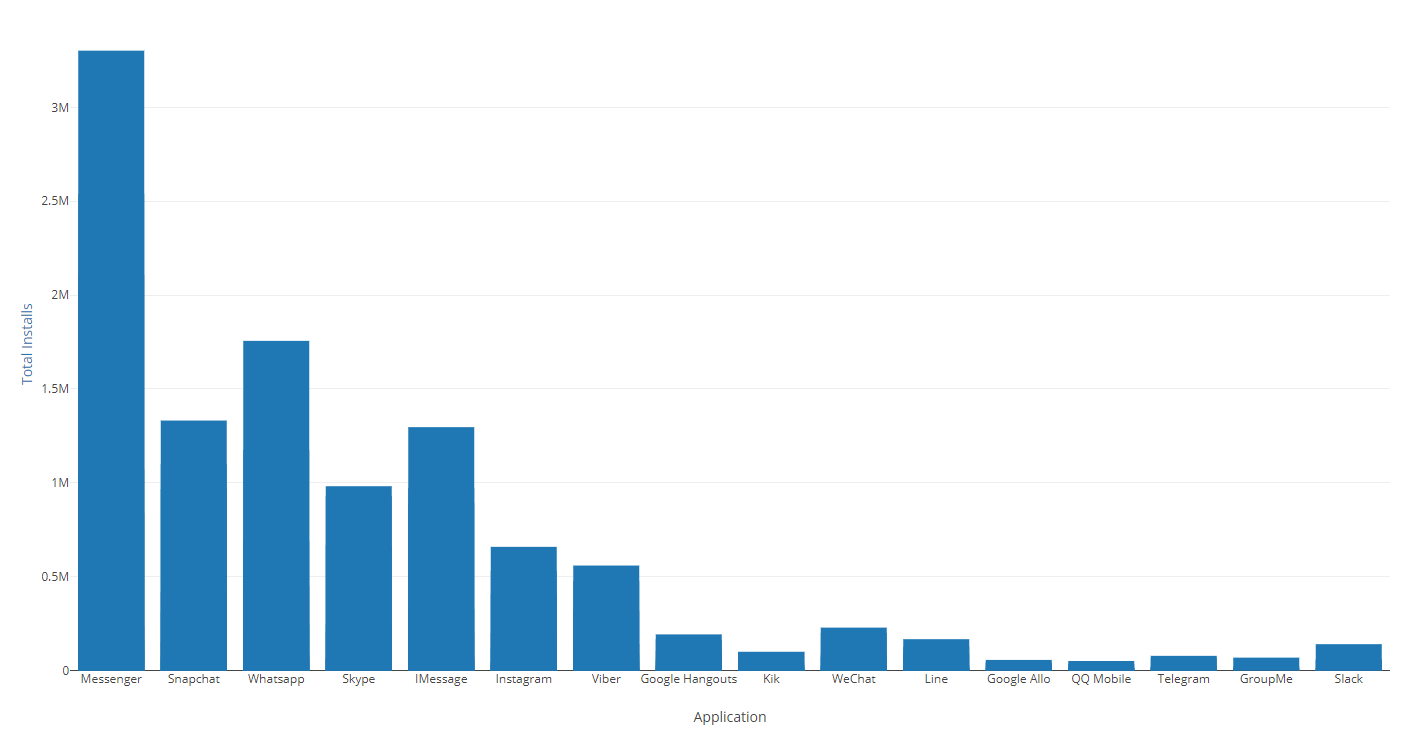 3M
2.5M
2M
1.5M
1M
0.5M
0
Total Installs
Messenger Snapchat Whatsapp Skype IMessage Instagram Viber Google Hangouts Kik WeChat Line Google Allo QQ Mobile Telegram GroupMe Slack
Application